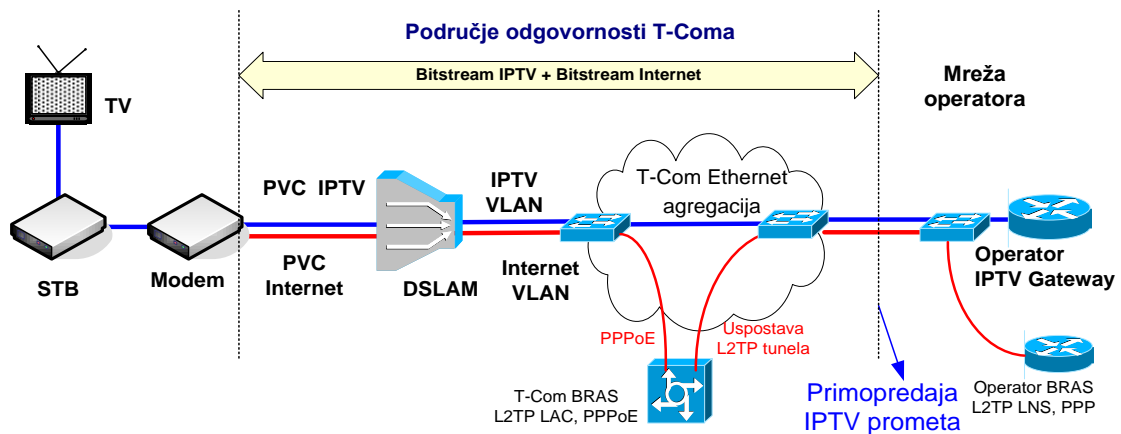 Područje odgovornosti T-Coma
Bitstream IPTV + Bitstream Internet
Mreža
operatora
TV
PVC IPTV
IPTV
VLAN
T-Com Ethernet
agregacija
STB
Modem
PVC
Internet
DSLAM
Internet
VLAN
Operator
IPTV Gateway
PPPoE
Uspostava
L2TP tunela
T-Com BRAS
L2TP LAC, PPPoE
Primopredaja
IPTV prometa
Operator BRAS
L2TP LNS, PPP